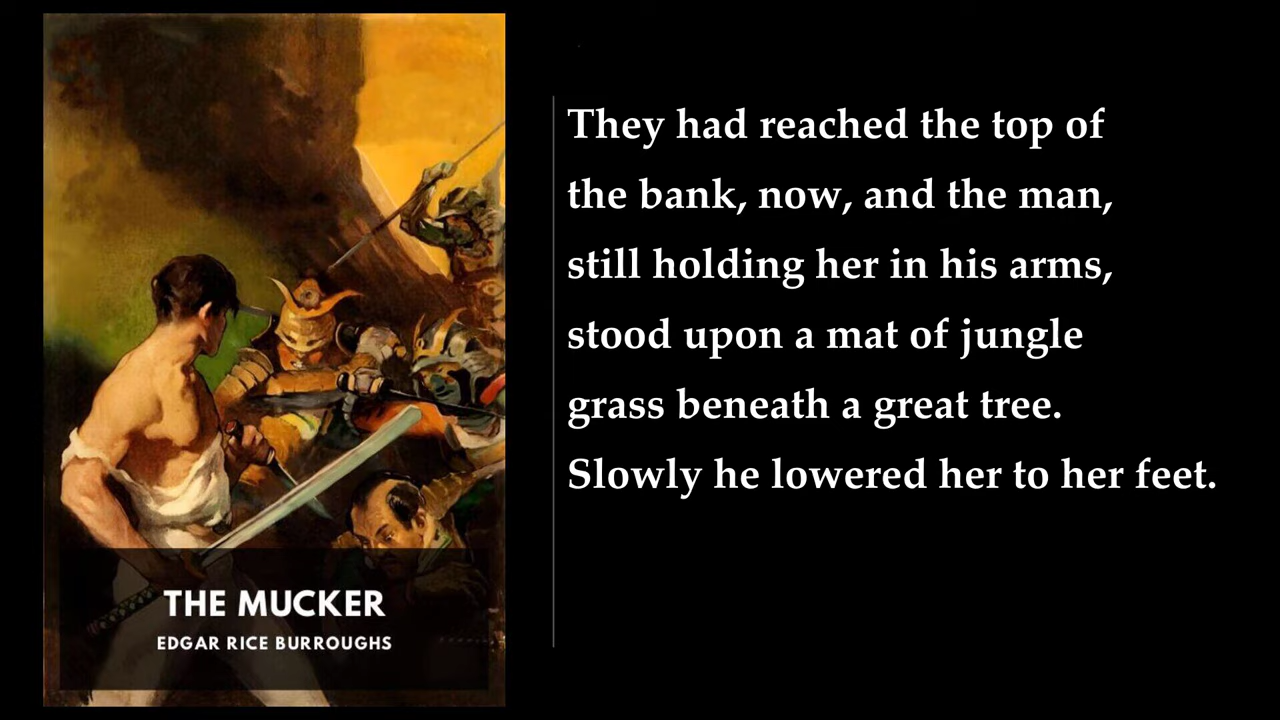 They had reached the top of
the bank, now, and the man,
still holding her in his arms,
stood upon a mat of jungle
grass beneath a great tree.
Slowly he lowered her to her feet.
THE MUCKER
EDGAR RICE BURROUGHS